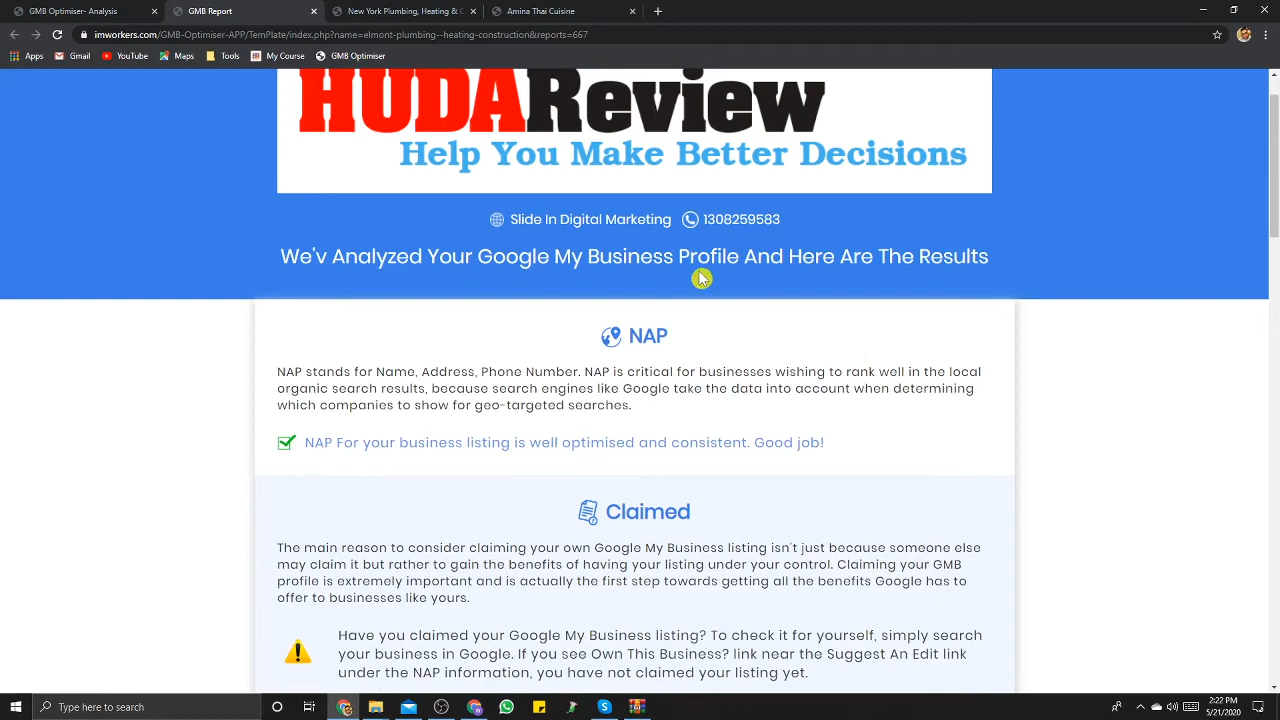 GMB Optimiser - Analysis
GMB Report
New York Plumbing, Heating & C
Amina Thai Cuisine
inworkers.com/GMB-Optimiser-APP/TemPlate/index.php?name=elmont-plumbing--heating-construction&reports=667
Apps
Gmail
YouTube
Maps
Tools
My Course
GMB Optimiser
HUDAReview
Help You Make Better Decisions
Slide In Digital Marketing 1308259583
We'v Analyzed Your Google My Business Profile And Here Are The Results
NAP
NAP stands for Name, Address, Phone Number. NAP is critical for businesses wishing to rank well in the local
organic search results, because search engines like Google take the data into account when determining
which companies to show for geo-targeted searches.
NAP For your business listing is well optimised and consistent. Good job!
Claimed
The main reason to consider claiming your own Google My Business listing isn't just because someone else
may claim it but rather to gain the benefits of having your listing under your control. Claiming your GMB
profile is extremely important and is actually the first step towards getting all the benefits Google has to
offer to businesses like yours.
Have you claimed your Google My Business listing? To check it for yourself, simply search
your business in Google. If you see Own This Business? link near the Suggest An Edit link
under the NAP information, you have not claimed your listing yet.
Type here to search
2:22 PM
5/21/2020